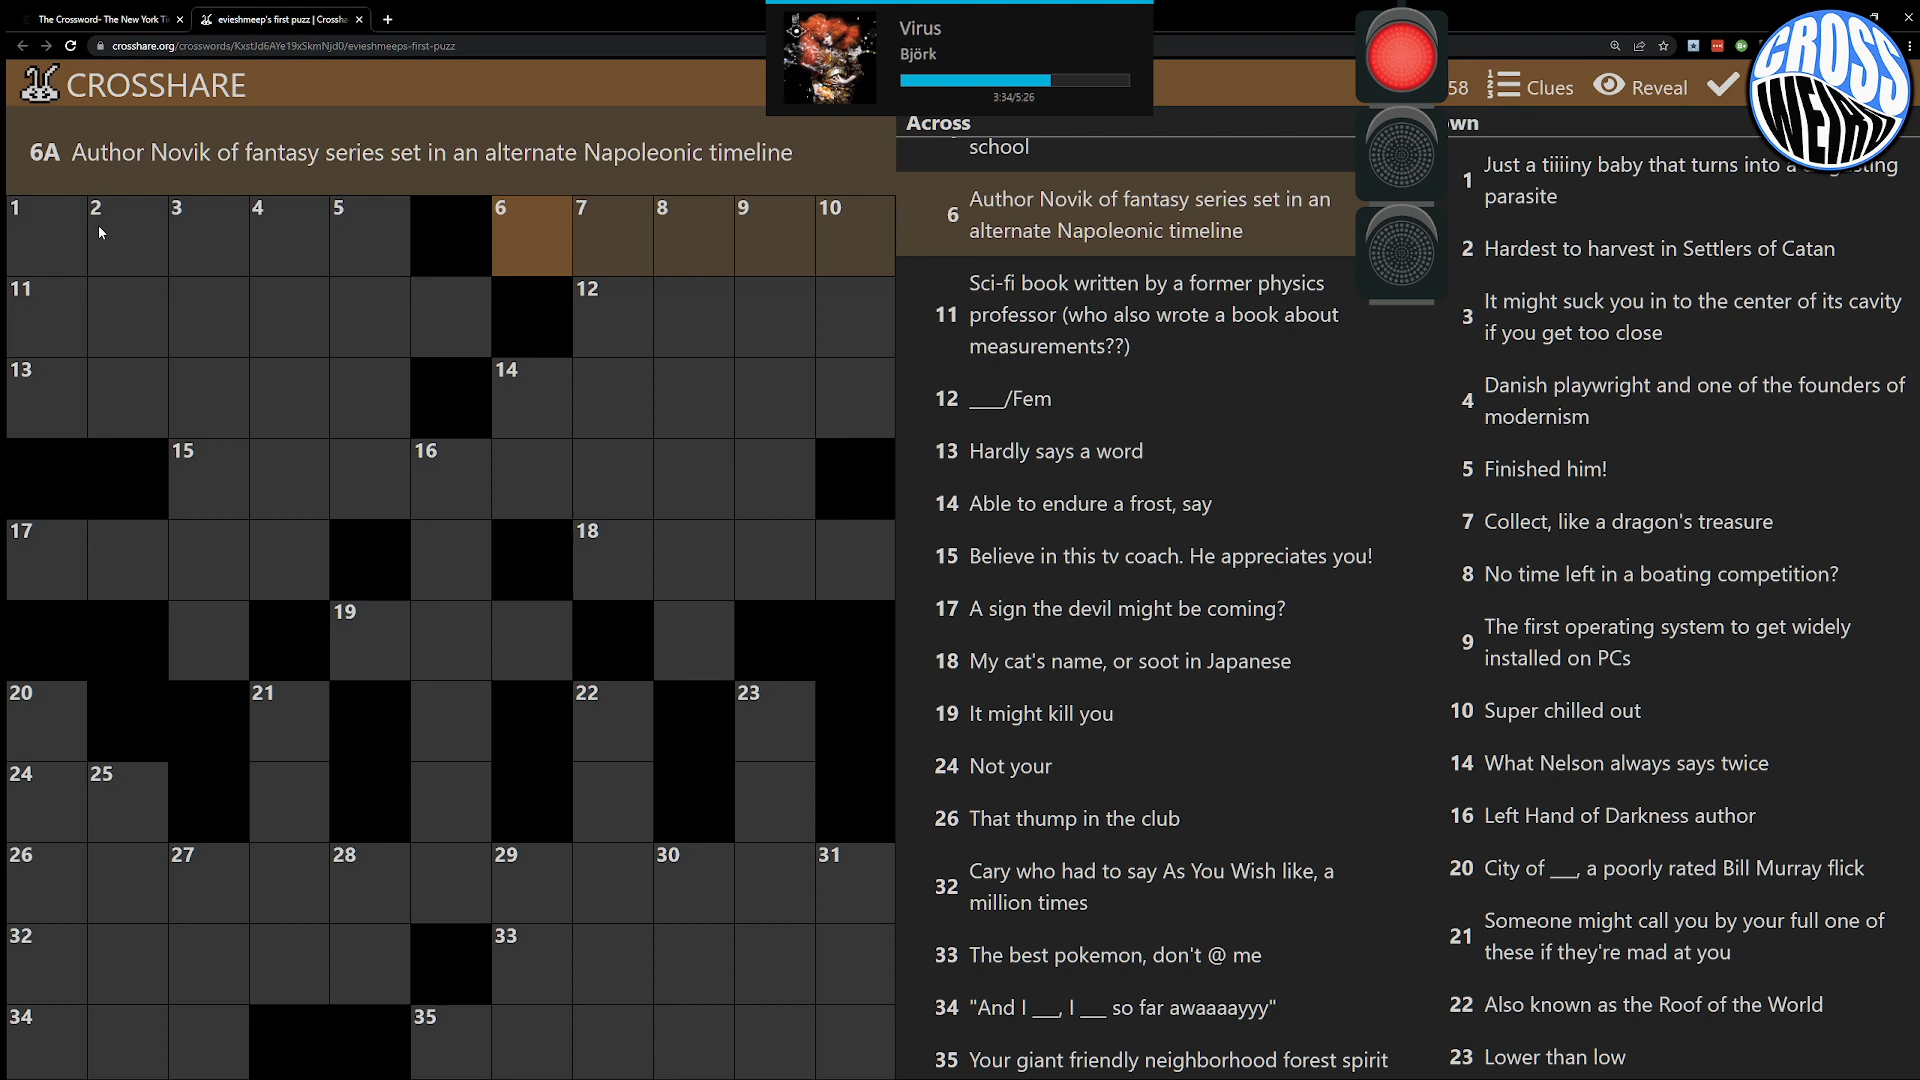 The Crossword- The New York Ti
evieshmeep's first puzz | Crossha
crosshare.org/crosswords/KxstUd6AYe19xSkmNjd0/evieshmeeps-first-puzz
Virus
Björk
3:34/5:26
CROSSHARE
58
Clues
Reveal
CROSS
WEIRD
6A Author Novik of fantasy series set in an alternate Napoleonic timeline
1 2 3 4 5 6 7 8 9 10
11 12
13 14
15 16
17 18
19
20 21 22 23
24 25
26 27 28 29 30 31
32 33
34 35
Across
school
6 Author Novik of fantasy series set in an
alternate Napoleonic timeline
Sci-fi book written by a former physics
11 professor (who also wrote a book about
measurements??)
12 ____/Fem
13 Hardly says a word
14 Able to endure a frost, say
15 Believe in this tv coach. He appreciates you!
17 A sign the devil might be coming?
18 My cat's name, or soot in Japanese
19 It might kill you
24 Not your
26 That thump in the club
32 Cary who had to say As You Wish like, a
million times
33 The best pokemon, don't @ me
34 "And I ___, I ___ so far awaaaayyy"
35 Your giant friendly neighborhood forest spirit
wn
1 Just a tiiiiny baby that turns into a
parasite
2 Hardest to harvest in Settlers of Catan
3 It might suck you in to the center of its cavity
if you get too close
4 Danish playwright and one of the founders of
modernism
5 Finished him!
7 Collect, like a dragon's treasure
8 No time left in a boating competition?
9 The first operating system to get widely
installed on PCs
10 Super chilled out
14 What Nelson always says twice
16 Left Hand of Darkness author
20 City of ___, a poorly rated Bill Murray flick
21 Someone might call you by your full one of
these if they're mad at you
22 Also known as the Roof of the World
23 Lower than low